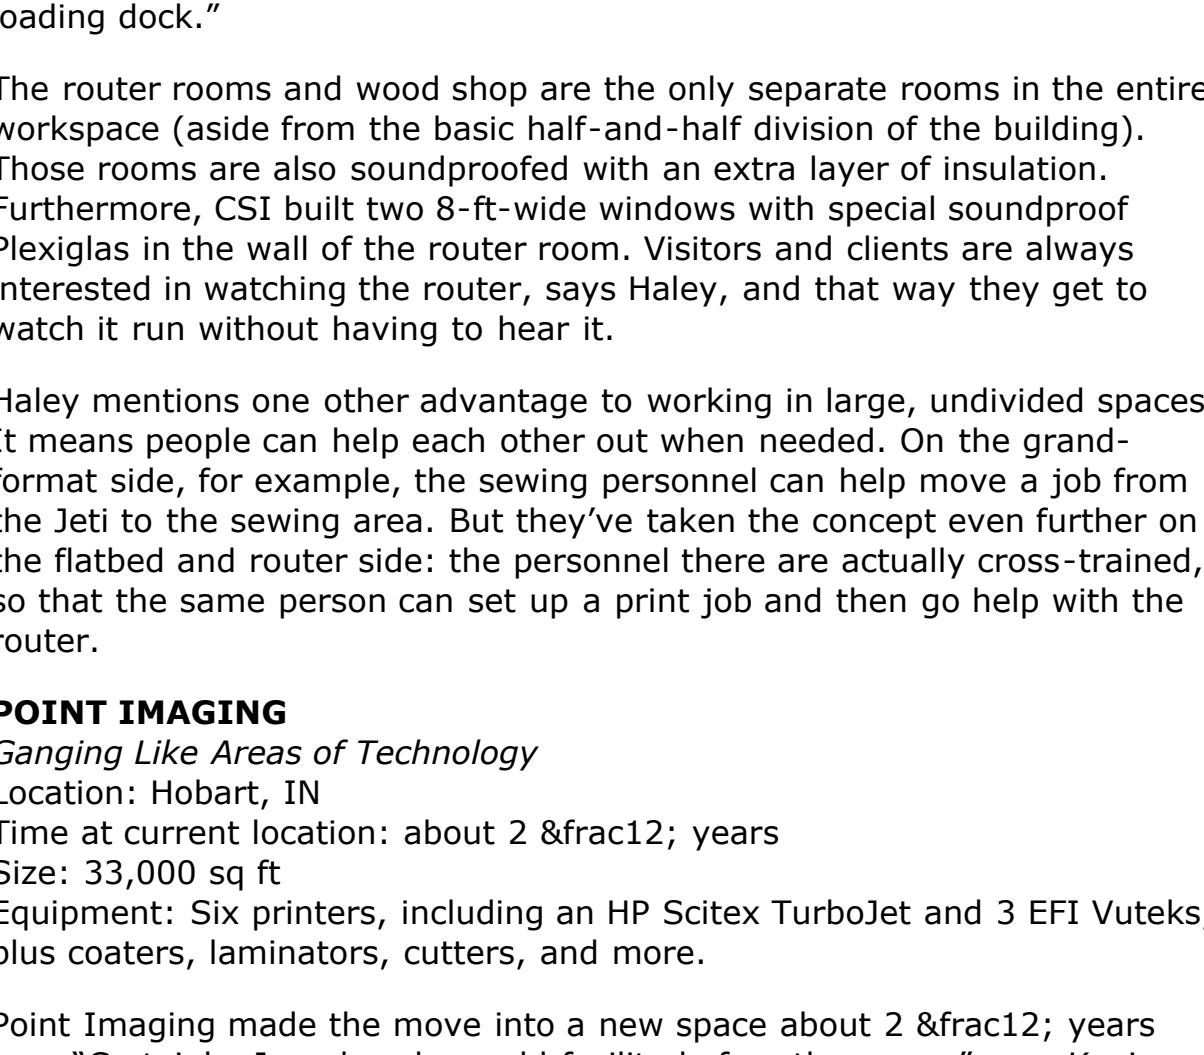 loading dock.”
The router rooms and wood shop are the only separate rooms in the entire
workspace (aside from the basic half-and-half division of the building).
Those rooms are also soundproofed with an extra layer of insulation.
Furthermore, CSI built two 8-ft-wide windows with special soundproof
Plexiglas in the wall of the router room. Visitors and clients are always
interested in watching the router, says Haley, and that way they get to
watch it run without having to hear it.
Haley mentions one other advantage to working in large, undivided spaces
It means people can help each other out when needed. On the grand-
format side, for example, the sewing personnel can help move a job from
the Jeti to the sewing area. But they’ve taken the concept even further on
the flatbed and router side: the personnel there are actually cross-trained,
so that the same person can set up a print job and then go help with the
router.
POINT IMAGING
Ganging Like Areas of Technology
Location: Hobart, IN
Time at current location: about 2 &frac12; years
Size: 33,000 sq ft
Equipment: Six printers, including an HP Scitex TurboJet and 3 EFI Vuteks,
plus coaters, laminators, cutters, and more.
Point Imaging made the move into a new space about 2 &frac12; years